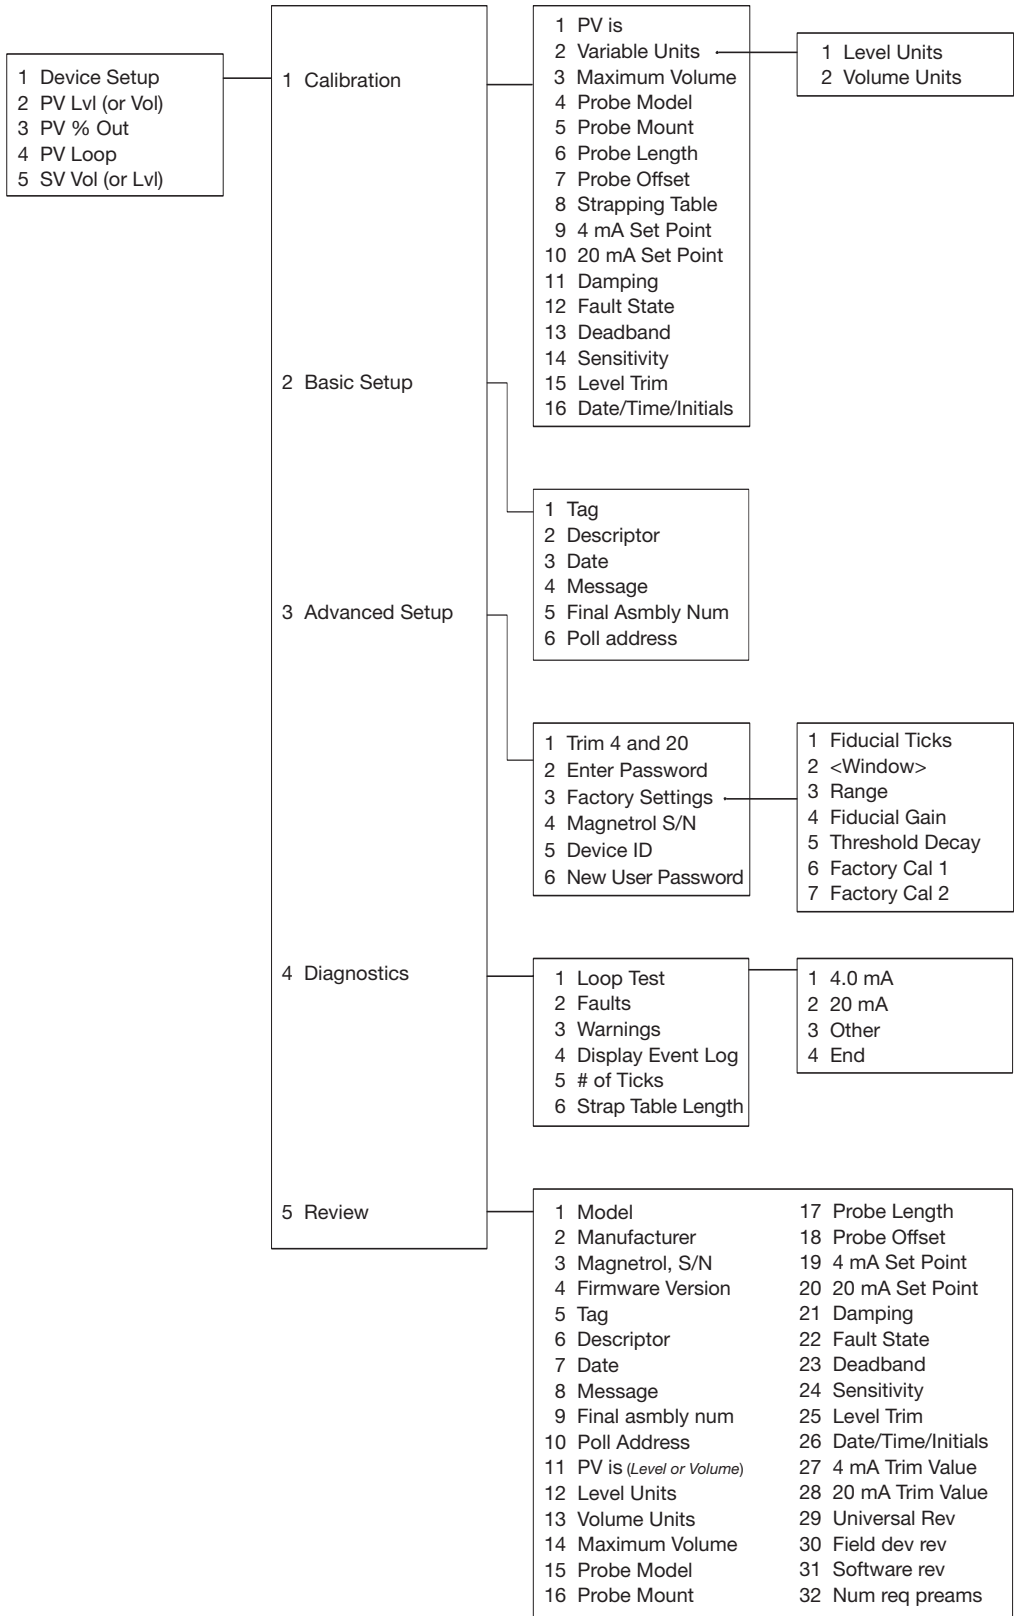 1 Device Setup
2 PV Lvl (or Vol)
3 PV % Out
4 PV Loop
5 SV Vol (or Lvl)
1 Calibration
2 Basic Setup
3 Advanced Setup
4 Diagnostics
5 Review
1 PV is
2 Variable Units
3 Maximum Volume
4 Probe Model
5 Probe Mount
6 Probe Length
7 Probe Offset
8 Strapping Table
9 4 mA Set Point
10 20 mA Set Point
11 Damping
12 Fault State
13 Deadband
14 Sensitivity
15 Level Trim
16 Date/Time/Initials
1 Level Units
2 Volume Units
1 Tag
2 Descriptor
3 Date
4 Message
5 Final Asmbly Num
6 Poll address
1 Trim 4 and 20
2 Enter Password
3 Factory Settings
4 Magnetrol S/N
5 Device ID
6 New User Password
1 Fiducial Ticks
2 <Window>
3 Range
4 Fiducial Gain
5 Threshold Decay
6 Factory Cal 1
7 Factory Cal 2
1 Loop Test
2 Faults
3 Warnings
4 Display Event Log
5 # of Ticks
6 Strap Table Length
1 4.0 mA
2 20 mA
3 Other
4 End
1 Model
2 Manufacturer
3 Magnetrol, S/N
4 Firmware Version
5 Tag
6 Descriptor
7 Date
8 Message
9 Final asmbly num
10 Poll Address
11 PV is (Level or Volume)
12 Level Units
13 Volume Units
14 Maximum Volume
15 Probe Model
16 Probe Mount
17 Probe Length
18 Probe Offset
19 4 mA Set Point
20 20 mA Set Point
21 Damping
22 Fault State
23 Deadband
24 Sensitivity
25 Level Trim
26 Date/Time/Initials
27 4 mA Trim Value
28 20 mA Trim Value
29 Universal Rev
30 Field dev rev
31 Software rev
32 Num req preams